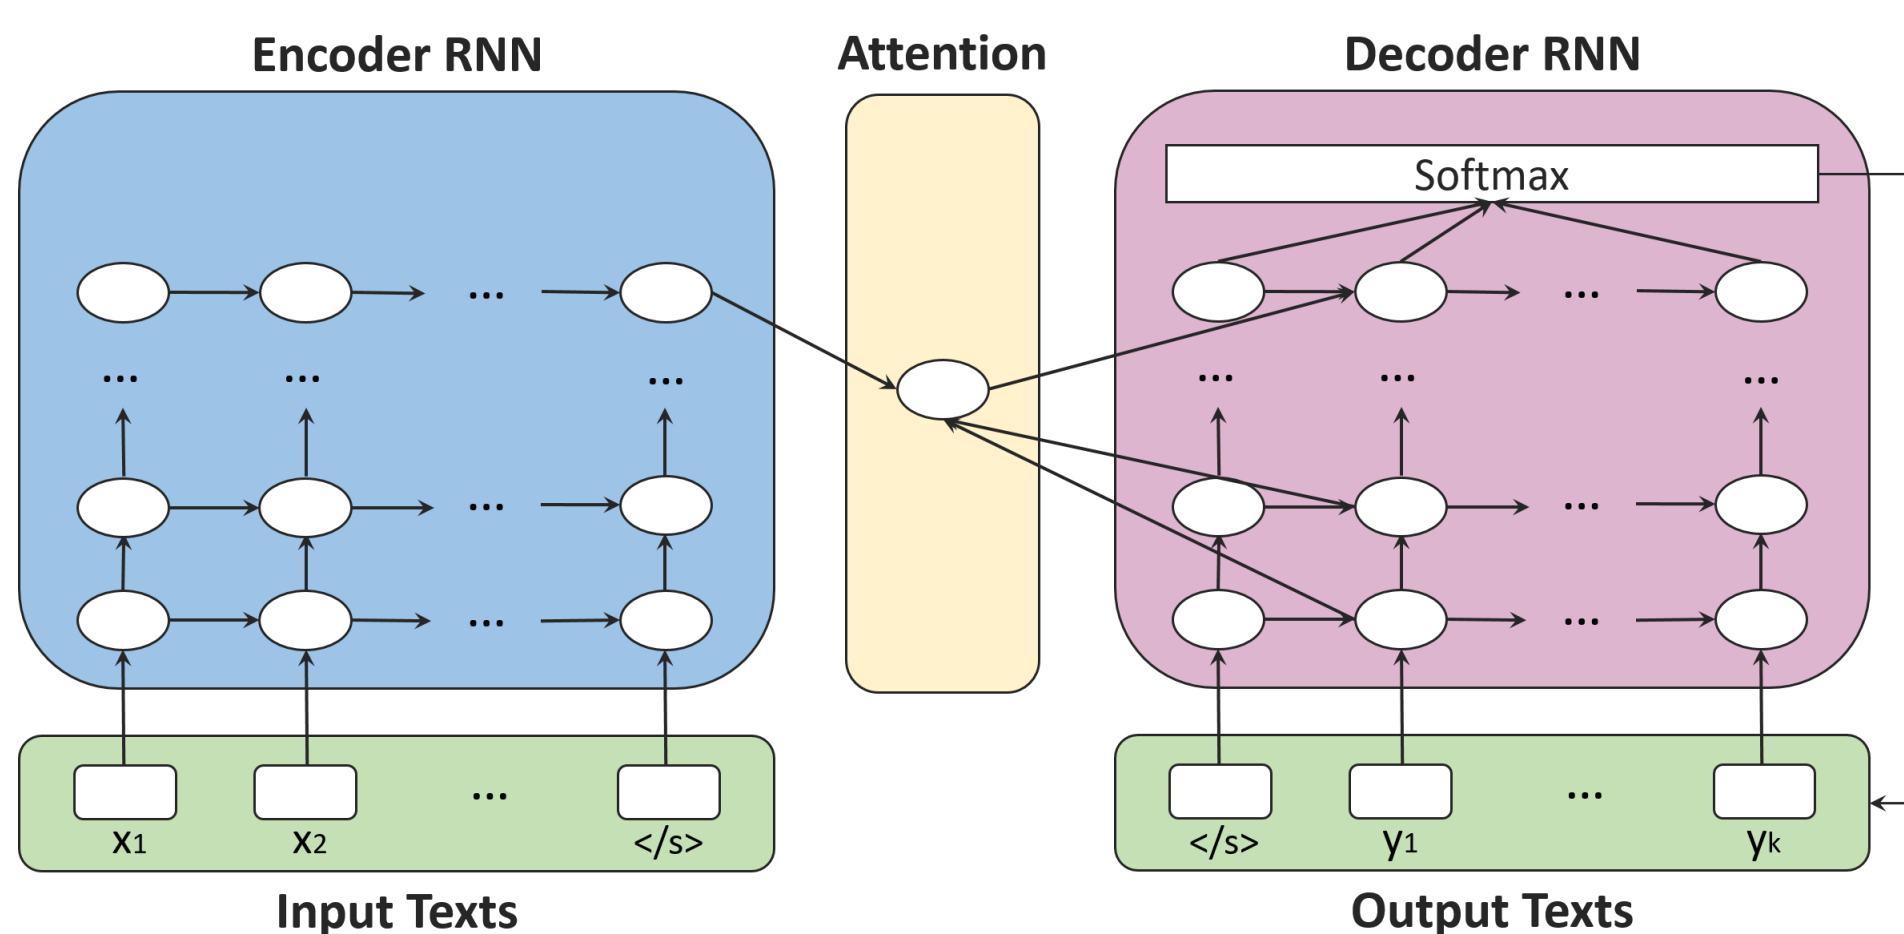 Encoder RNN
Attention
Decoder RNN
Softmax
...
...
... ... ...
... ... ...
...
...
...
...
...
...
x1 x2 </s>
</s> y1 yk
Input Texts
Output Texts